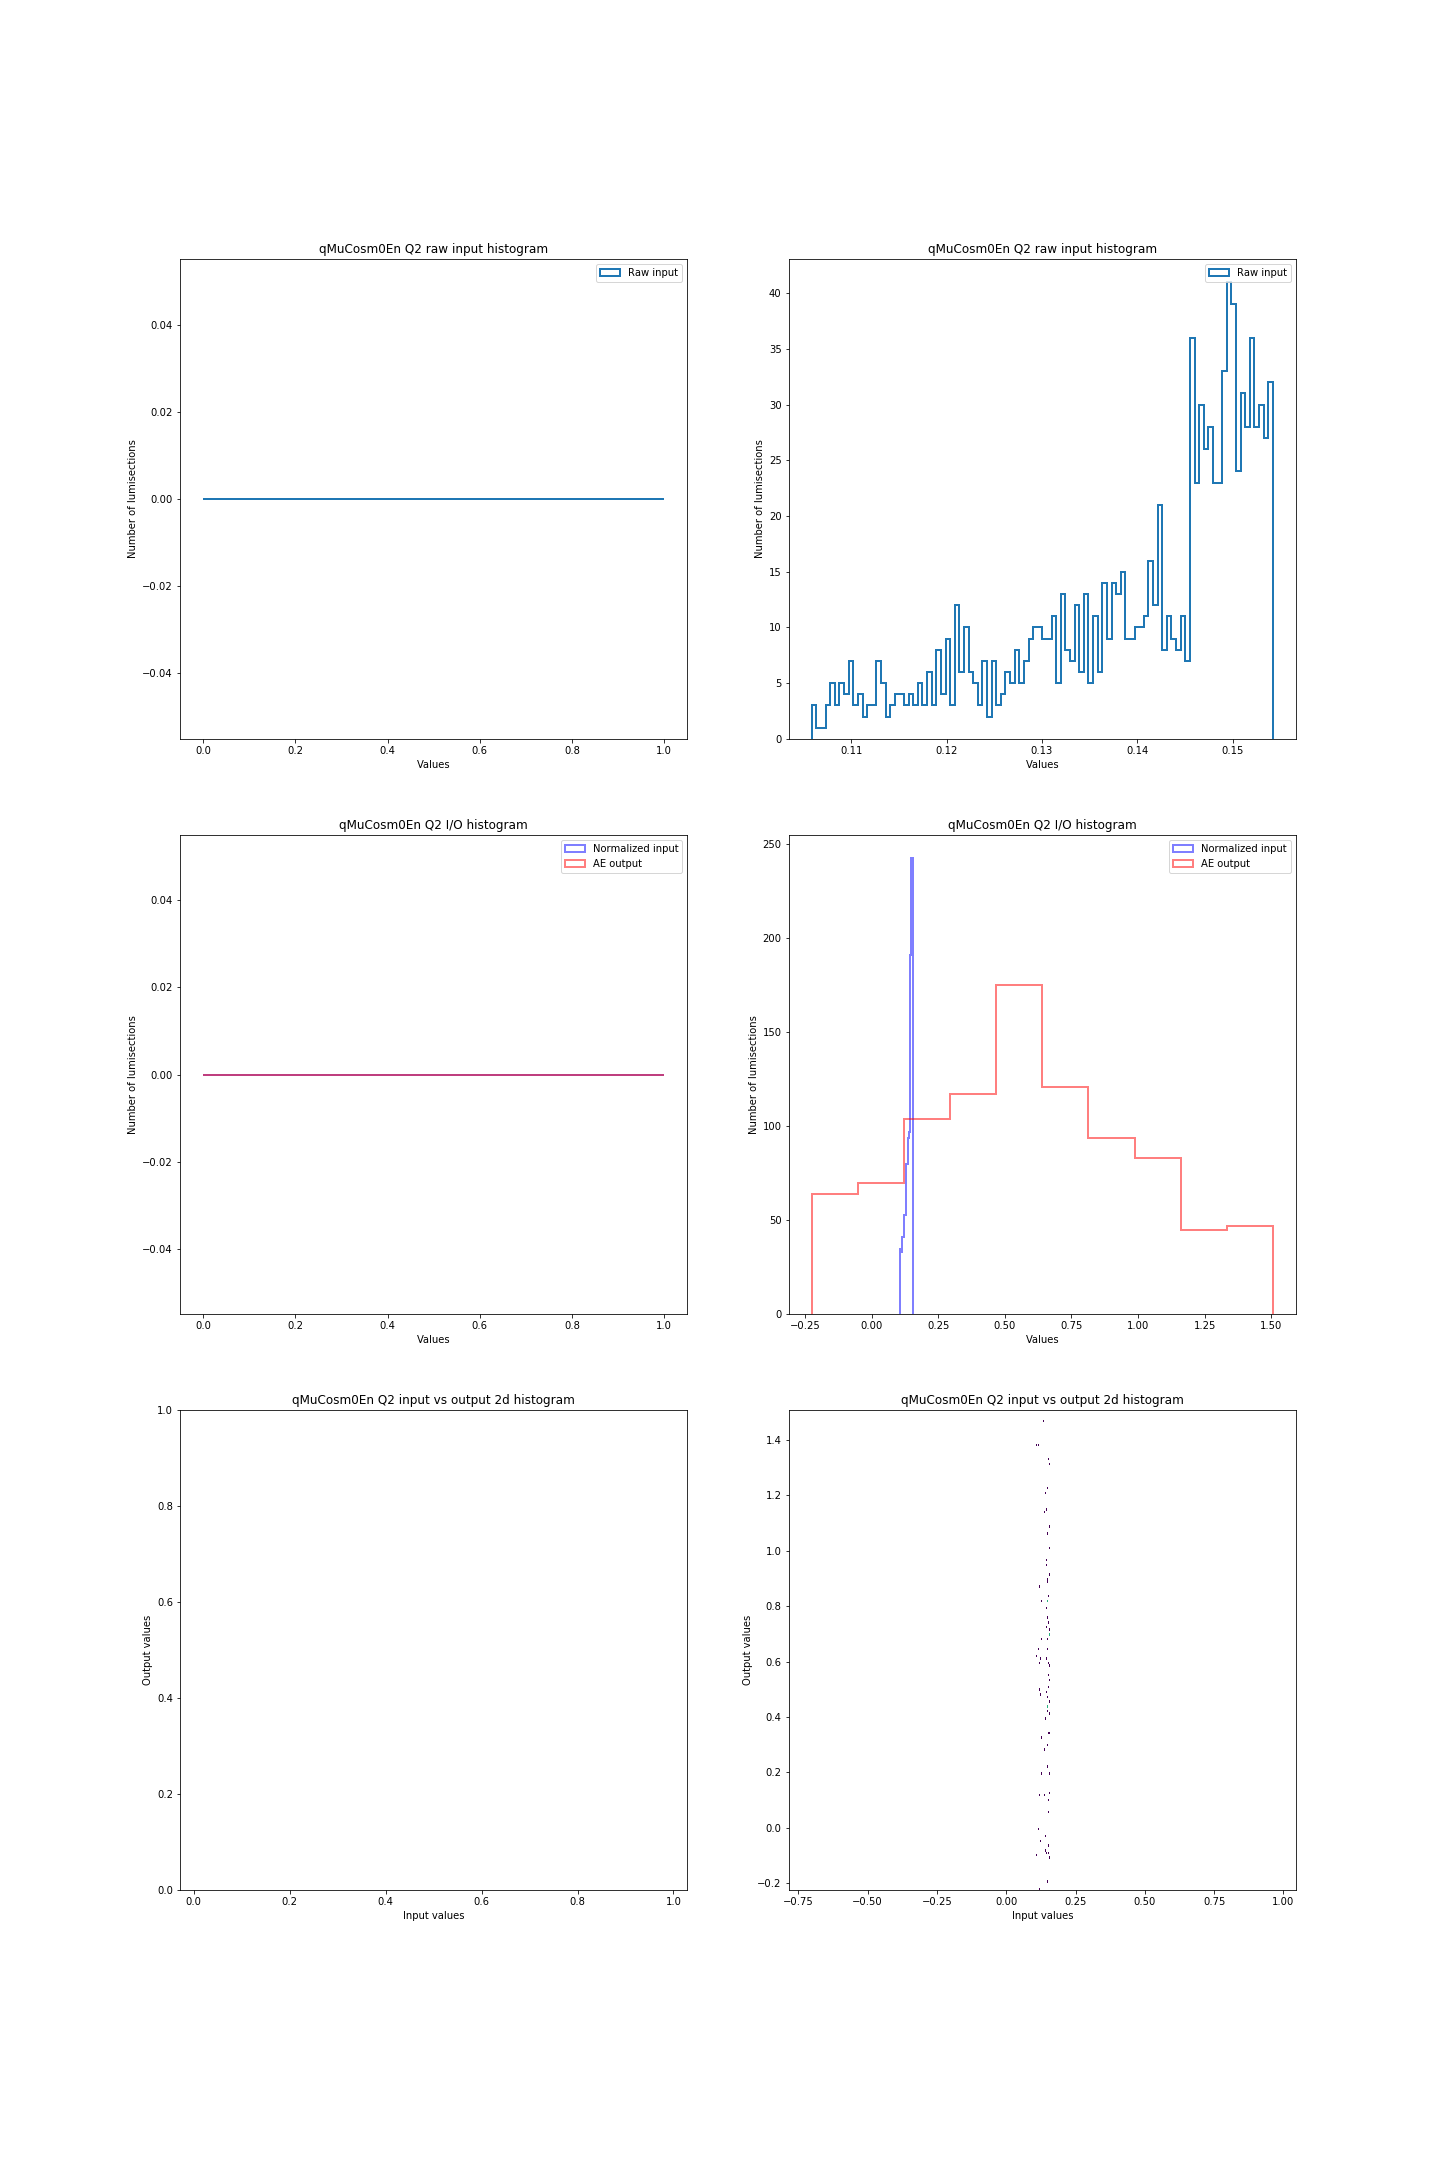 qMuCosm0En Q2 raw input histogram
Raw input
0.04
0.02
0.00
−0.02
−0.04
Number of lumisections
0.0 0.2 0.4 0.6 0.8 1.0
Values
qMuCosm0En Q2 raw input histogram
Raw input
40
35
30
25
20
15
10
5
0
Number of lumisections
0.11 0.12 0.13 0.14 0.15
Values
qMuCosm0En Q2 I/O histogram
Normalized input
AE output
0.04
0.02
0.00
−0.02
−0.04
Number of lumisections
0.0 0.2 0.4 0.6 0.8 1.0
Values
qMuCosm0En Q2 I/O histogram
Normalized input
AE output
250
200
150
100
50
0
Number of lumisections
−0.25 0.00 0.25 0.50 0.75 1.00 1.25 1.50
Values
qMuCosm0En Q2 input vs output 2d histogram
1.0
0.8
0.6
0.4
0.2
0.0
Output values
0.0 0.2 0.4 0.6 0.8 1.0
Input values
qMuCosm0En Q2 input vs output 2d histogram
1.4
1.2
1.0
0.8
0.6
0.4
0.2
0.0
−0.2
Output values
−0.75 −0.50 −0.25 0.00 0.25 0.50 0.75 1.00
Input values